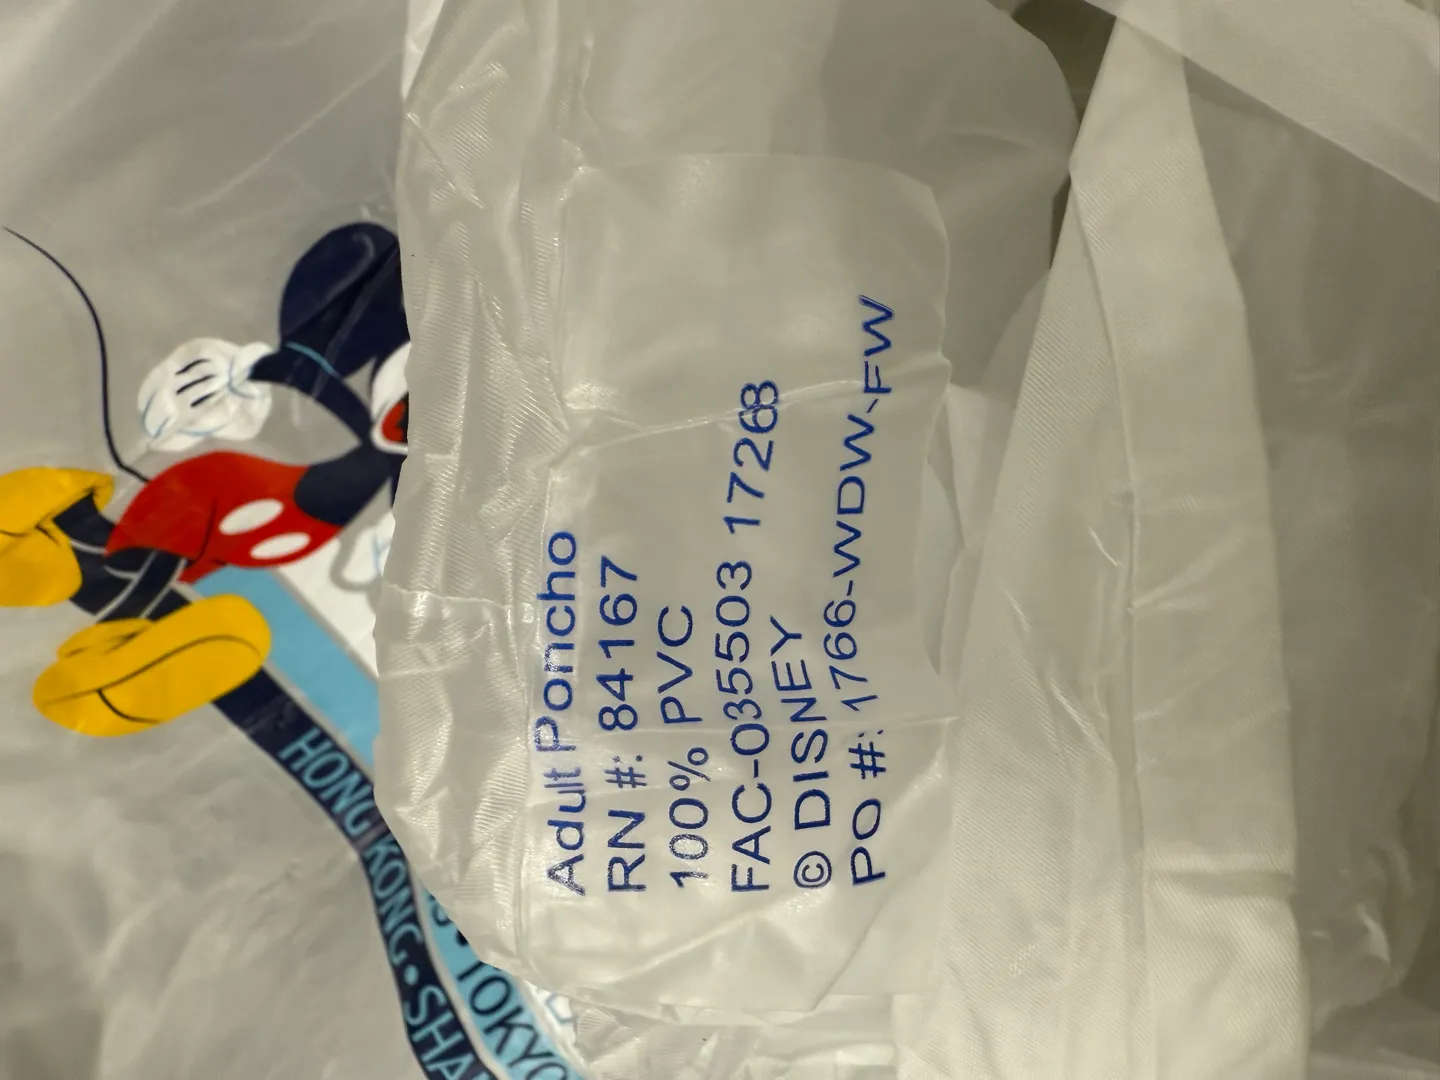 Adult Poncho
RN #: 84167
100% PVC
FAC-035503 17268
© DISNEY
PO #: 1766-WDW-FW
HONG KONG • SHA
• TOKYO